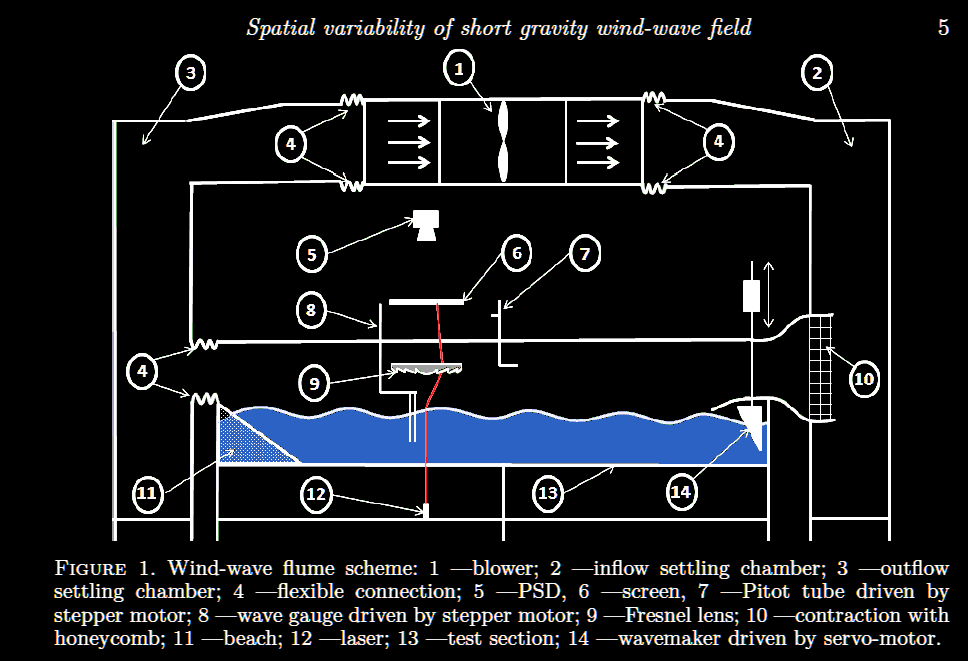 Spatial variability of short gravity wind-wave field 5
3 1 2
4 4
5 6 7
8
4 9 10
11 12 13 14
FIGURE 1. Wind-wave flume scheme: 1 —blower; 2 —inflow settling chamber; 3 —outflow
settling chamber; 4 —flexible connection; 5 —PSD, 6 —screen, 7 —Pitot tube driven by
stepper motor; 8 —wave gauge driven by stepper motor; 9 —Fresnel lens; 10 —contraction with
honeycomb; 11 —beach; 12 —laser; 13 —test section; 14 —wavemaker driven by servo-motor.